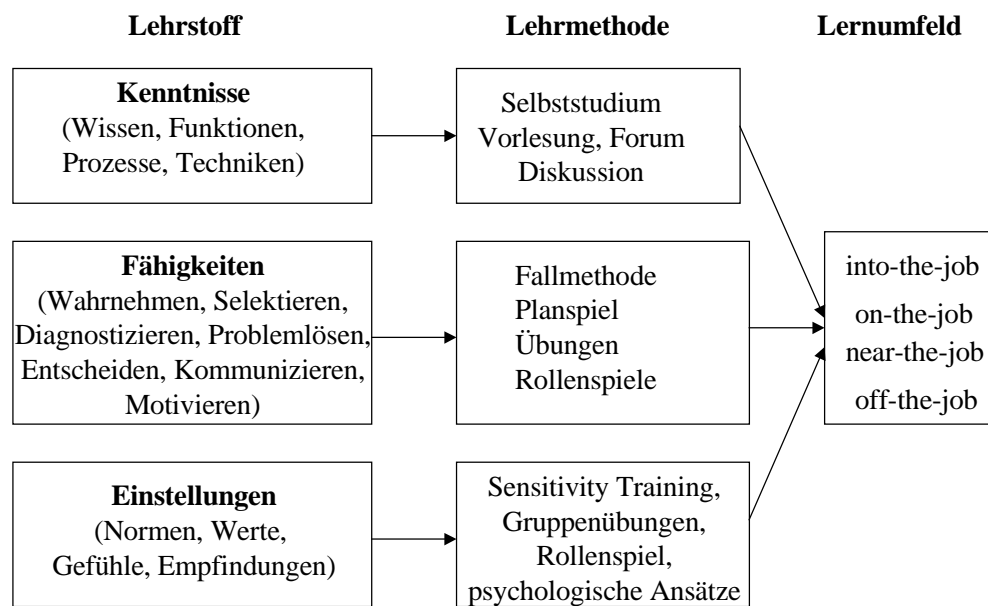 Lehrstoff
Lehrmethode
Lernumfeld
Kenntnisse
(Wissen, Funktionen,
Prozesse, Techniken)
Selbststudium
Vorlesung, Forum
Diskussion
Fähigkeiten
(Wahrnehmen, Selektieren,
Diagnostizieren, Problemlösen,
Entscheiden, Kommunizieren,
Motivieren)
Fallmethode
Planspiel
Übungen
Rollenspiele
into-the-job
on-the-job
near-the-job
off-the-job
Einstellungen
(Normen, Werte,
Gefühle, Empfindungen)
Sensitivity Training,
Gruppenübungen,
Rollenspiel,
psychologische Ansätze